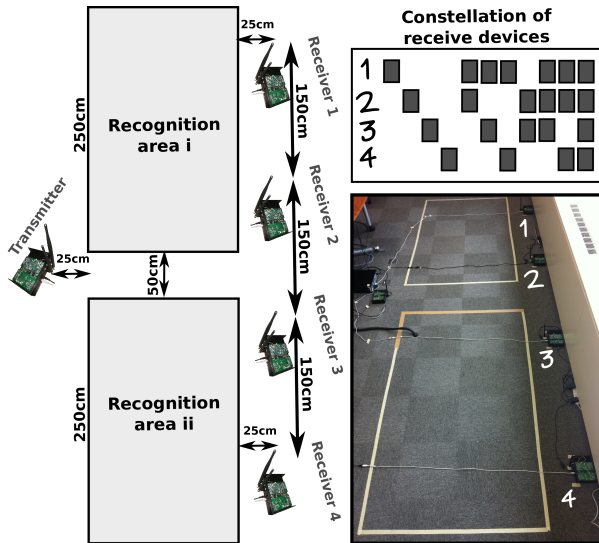 25cm
Receiver 1
250cm
Recognition
area i
150cm
Transmitter
25cm
50cm
Receiver 2
150cm
Receiver 3
150cm
250cm
Recognition
area ii
25cm
Receiver 4
Constellation of
receive devices
1
2
3
4
1
2
3
4